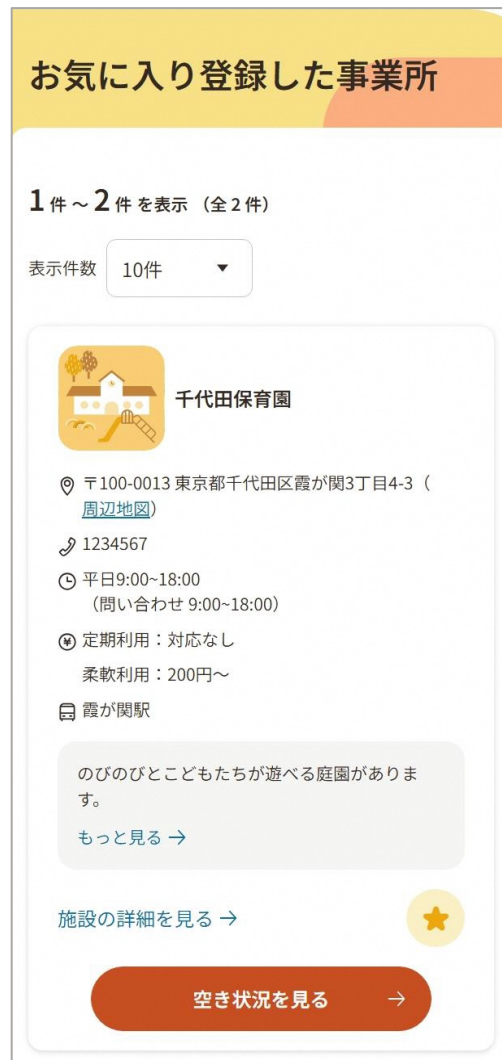 お気に入り登録した事業所
1件～2件を表示（全2件）
表示件数 10件
千代田保育園
〒100-0013 東京都千代田区霞が関3丁目4-3（
周辺地図）
1234567
平日9:00~18:00
（問い合わせ 9:00~18:00）
定期利用：対応なし
柔軟利用：200円～
霞が関駅
のびのびとこどもたちが遊べる庭園がありま
す。
もっと見る →
施設の詳細を見る →
空き状況を見る →